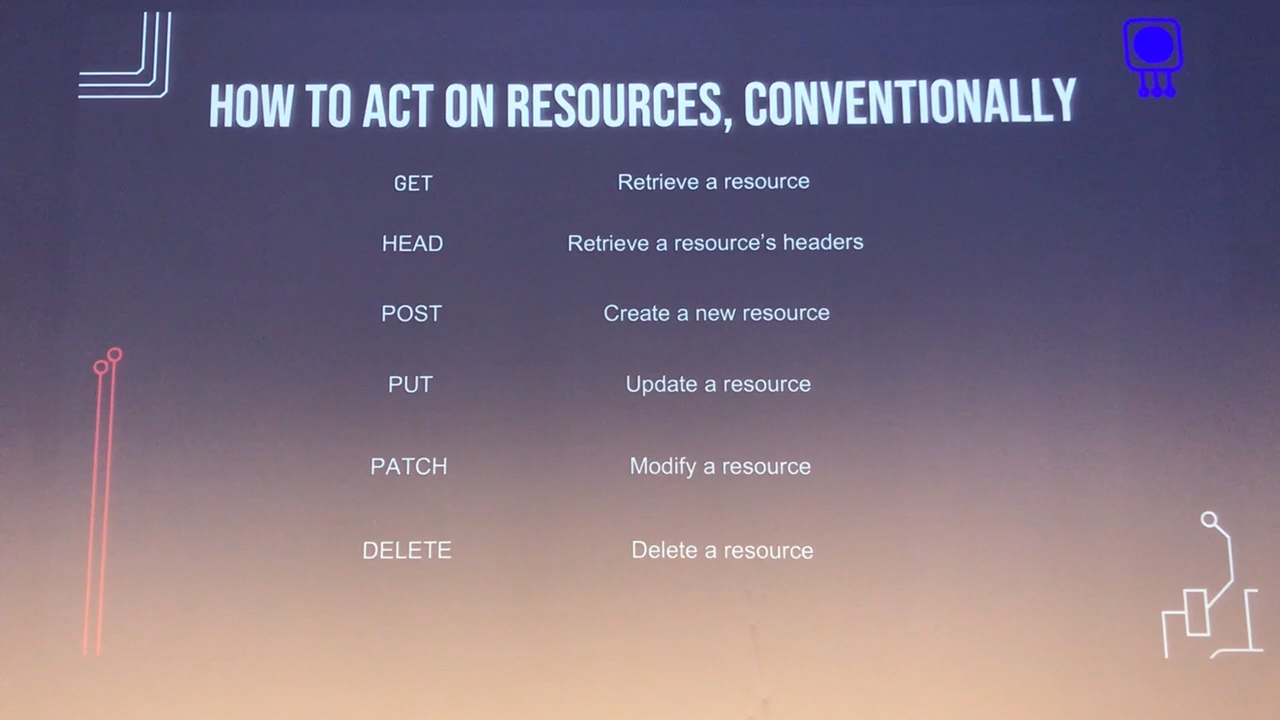 HOW TO ACT ON RESOURCES, CONVENTIONALLY
GET Retrieve a resource
HEAD Retrieve a resource’s headers
POST Create a new resource
PUT Update a resource
PATCH Modify a resource
DELETE Delete a resource